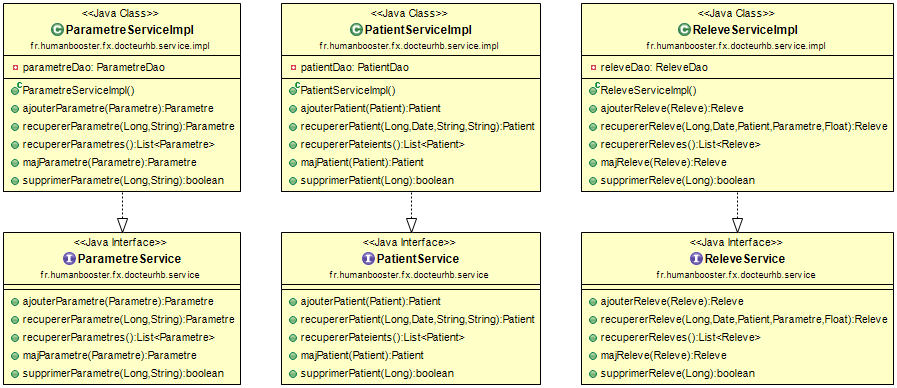 <<Java Class>>
ParametreServiceImpl
fr.humanbooster.fx.docteurhb.service.impl
parametreDao: ParametreDao
ParametreServiceImpl()
ajouterParametre(Parametre):Parametre
recupererParametre(Long,String):Parametre
recupererParametres():List<Parametre>
majParametre(Parametre):Parametre
supprimerParametre(Long,String):boolean
<<Java Class>>
PatientServiceImpl
fr.humanbooster.fx.docteurhb.service.impl
patientDao: PatientDao
PatientServiceImpl()
ajouterPatient(Patient):Patient
recupererPatient(Long,Date,String,String):Patient
recupererPateients():List<Patient>
majPatient(Patient):Patient
supprimerPatient(Long):boolean
<<Java Class>>
ReleveServiceImpl
fr.humanbooster.fx.docteurhb.service.impl
releveDao: ReleveDao
ReleveServiceImpl()
ajouterReleve(Releve):Releve
recupererReleve(Long,Date,Patient,Parametre,Float):Releve
recupererReleves():List<Releve>
majReleve(Releve):Releve
supprimerReleve(Long):boolean
<<Java Interface>>
ParametreService
fr.humanbooster.fx.docteurhb.service
ajouterParametre(Parametre):Parametre
recupererParametre(Long,String):Parametre
recupererParametres():List<Parametre>
majParametre(Parametre):Parametre
supprimerParametre(Long,String):boolean
<<Java Interface>>
PatientService
fr.humanbooster.fx.docteurhb.service
ajouterPatient(Patient):Patient
recupererPatient(Long,Date,String,String):Patient
recupererPateients():List<Patient>
majPatient(Patient):Patient
supprimerPatient(Long):boolean
<<Java Interface>>
ReleveService
fr.humanbooster.fx.docteurhb.service
ajouterReleve(Releve):Releve
recupererReleve(Long,Date,Patient,Parametre,Float):Releve
recupererReleves():List<Releve>
majReleve(Releve):Releve
supprimerReleve(Long):boolean